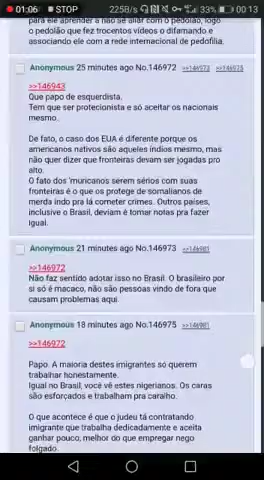 01:06 STOP 225B/s 33% 00:13
para ele aprender a não se aliar com o pedolão, logo
o pedolão que fez trocentos vídeos o difamando e
associando ele com a rede internacional de pedofilia.
Anonymous 25 minutes ago No.146972 >>146973 >>146975
>>146943
Que papo de esquerdista.
Tem que ser protecionista e só aceitar os nacionais
mesmo.
De fato, o caso dos EUA é diferente porque os
americanos nativos são aqueles índios mesmo, mas
não quer dizer que fronteiras devam ser jogadas pro
alto.
O fato dos 'muricanos serem sérios com suas
fronteiras é o que os protege de somalianos de
merda indo pra lá cometer crimes. Outros países,
inclusive o Brasil, deviam é tomar notas pra fazer
igual.
Anonymous 21 minutes ago No.146973 >>146981
>>146972
Não faz sentido adotar isso no Brasil. O brasileiro por
si só é macaco, não são pessoas vindo de fora que
causam problemas aqui.
Anonymous 18 minutes ago No.146975 >>146981
>>146972
Papo. A maioria destes imigrantes só querem
trabalhar honestamente.
Igual no Brasil, você vê estes nigerianos. Os caras
são esforçados e trabalham pra caralho.
O que acontece é que o judeu tá contratando
imigrante que trabalha dedicadamente e aceita
ganhar pouco, melhor do que empregar nego
folgado.